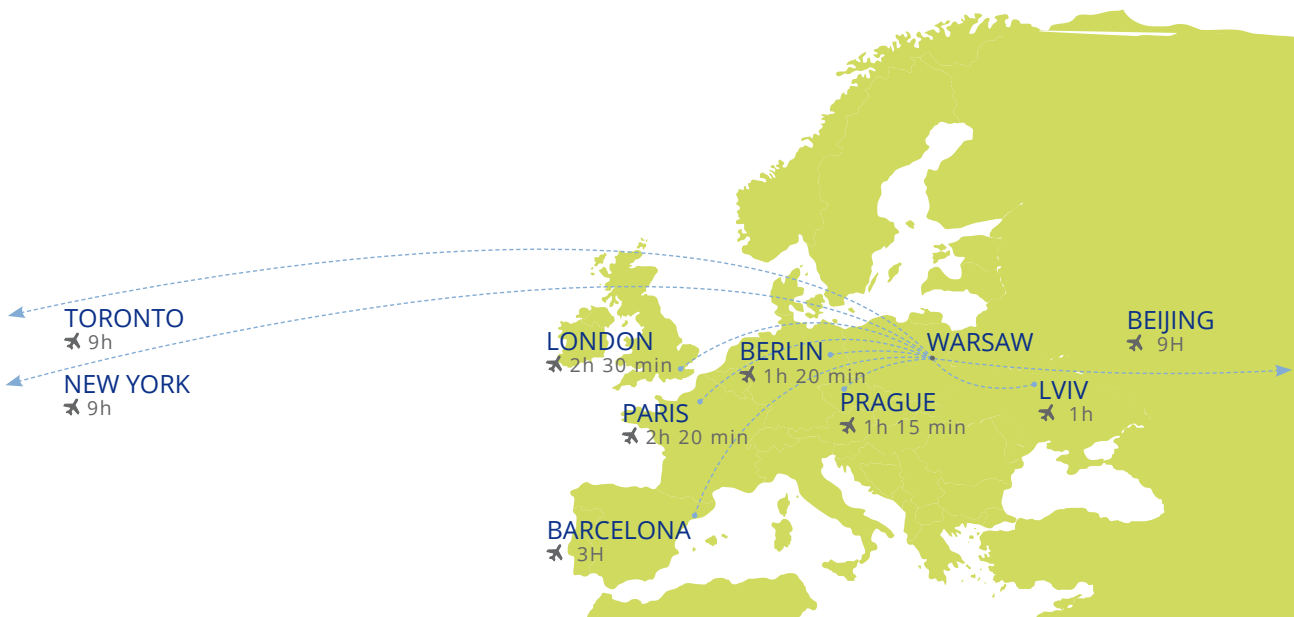 TORONTO
9h
NEW YORK
9h
LONDON
2h 30 min
BERLIN
1h 20 min
WARSAW
BEIJING
9H
PARIS
2h 20 min
PRAGUE
1h 15 min
LVIV
1h
BARCELONA
3H